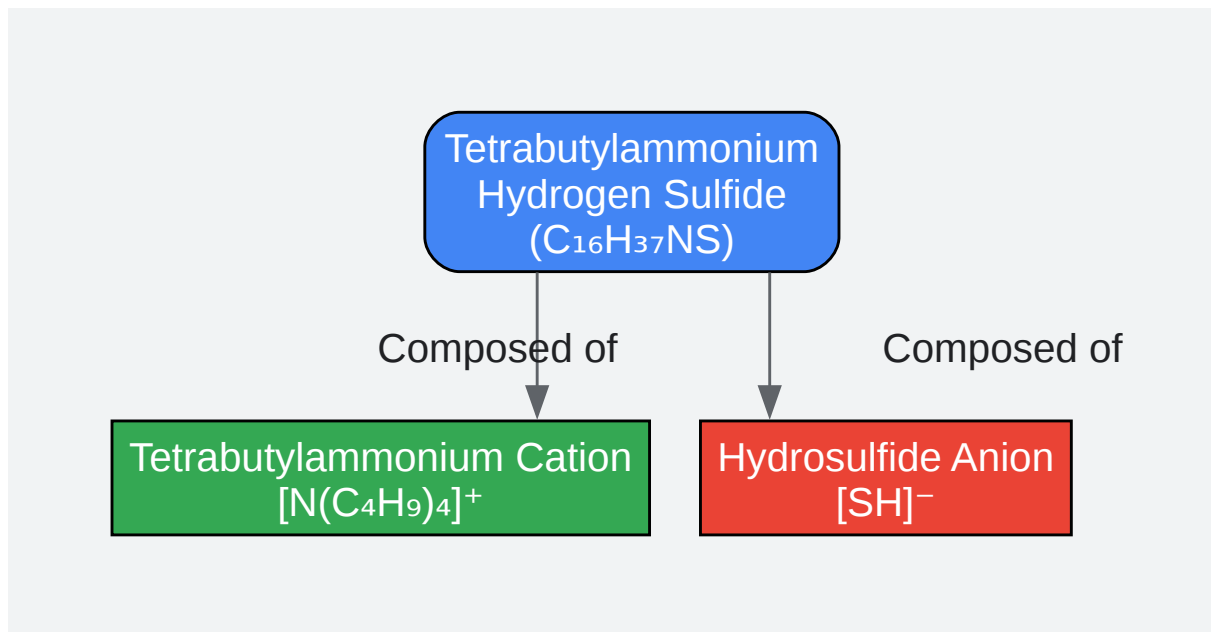 Tetrabutylammonium
Hydrogen Sulfide
(C₁₆H₃₇NS)
Composed of
Composed of
Tetrabutylammonium Cation
[N(C₄H₉)₄]⁺
Hydrosulfide Anion
[SH]⁻